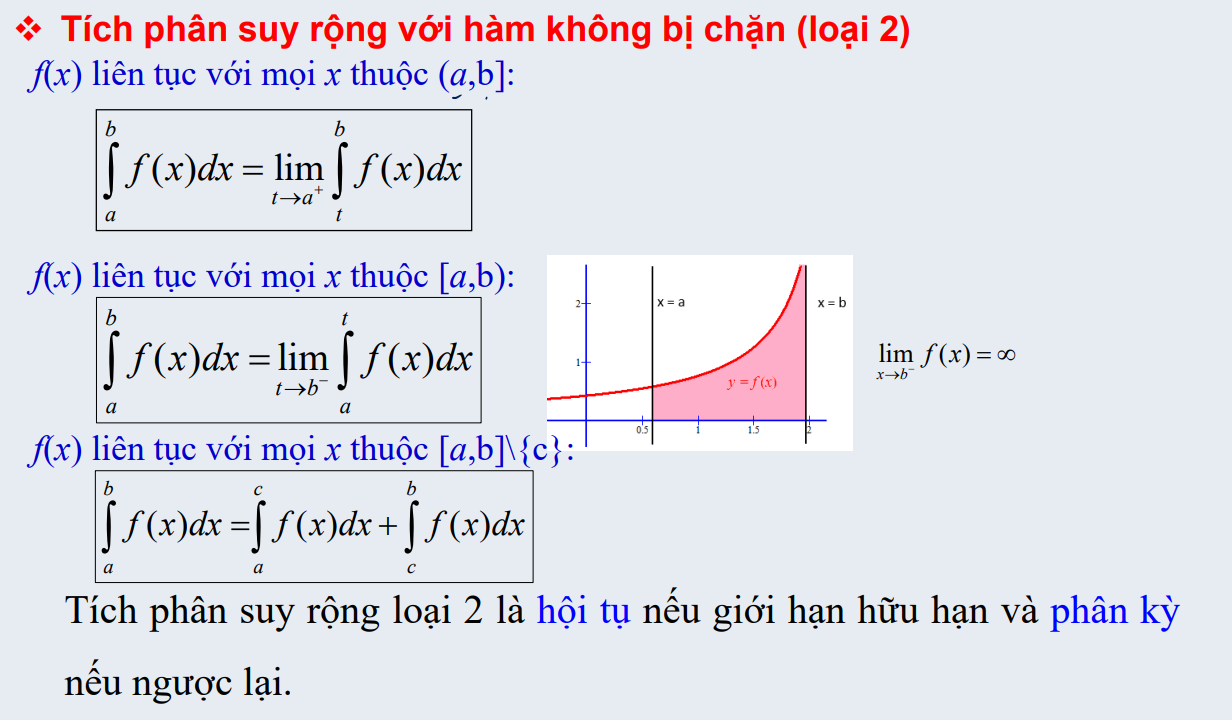 ❖ Tích phân suy rộng với hàm không bị chặn (loại 2)
f(x) liên tục với mọi x thuộc (a,b]:
∫_a^b f(x)dx = lim_{t→a⁺} ∫_t^b f(x)dx
f(x) liên tục với mọi x thuộc [a,b):
∫_a^b f(x)dx = lim_{t→b⁻} ∫_a^t f(x)dx
x = a
x = b
2
1
y = f(x)
0.5 1 1.5 2
lim_{x→b⁻} f(x) = ∞
f(x) liên tục với mọi x thuộc [a,b]\{c}:
∫_a^b f(x)dx = ∫_a^c f(x)dx + ∫_c^b f(x)dx
Tích phân suy rộng loại 2 là hội tụ nếu giới hạn hữu hạn và phân kỳ
nếu ngược lại.